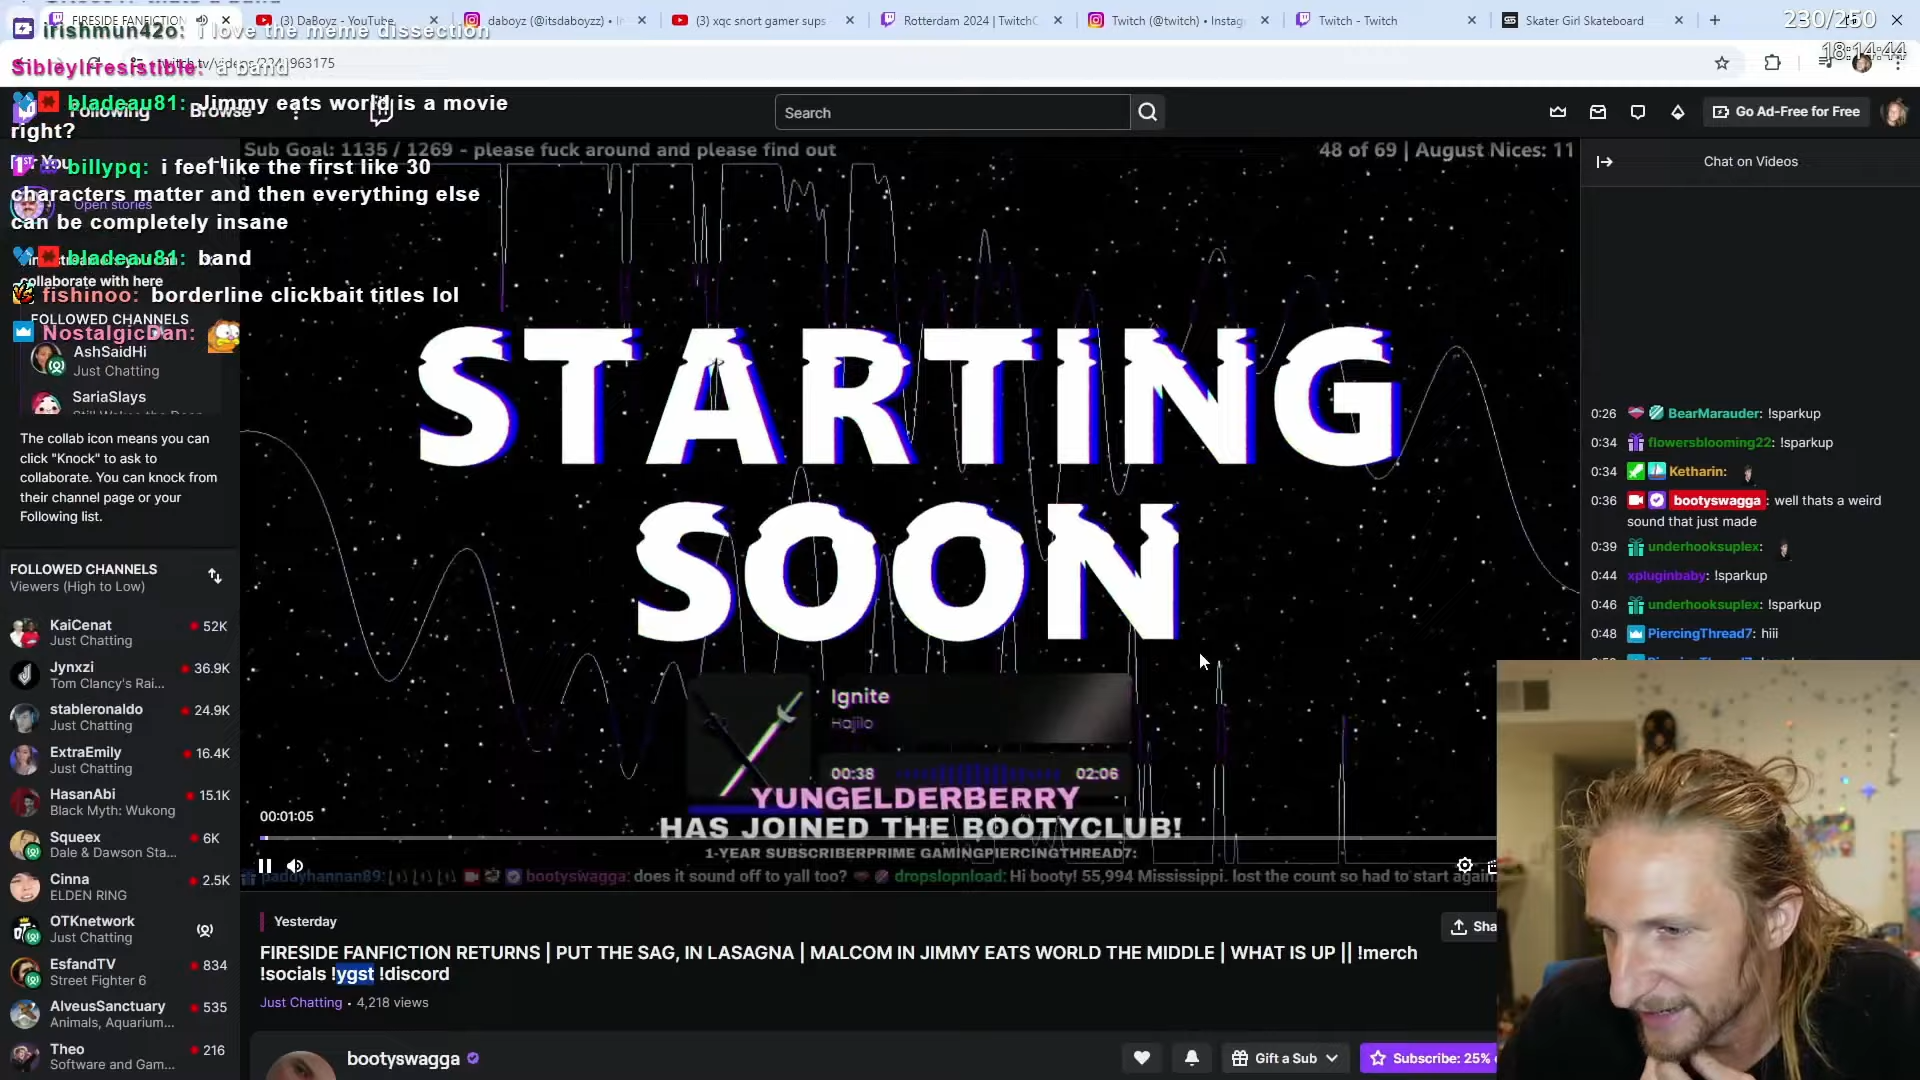 FIRESIDE FANFICTION
(3) DaBoyz - YouTube
daboyz (@itsdaboyzz) • In
(3) xqc snort gamer sups
Rotterdam 2024 | TwitchC
Twitch (@twitch) • Instag
Twitch - Twitch
Skater Girl Skateboard
230/250
irishmun42o: i love the meme dissection
18:14:44
SibleyIrresistible: a band
bladeau81: Jimmy eats world is a movie
right?
Following
Browse
Search
Go Ad-Free for Free
billypq: i feel like the first like 30
characters matter and then everything else
can be completely insane
Open stories
bladeau81: band
collaborate with here
fishinoo: borderline clickbait titles lol
FOLLOWED CHANNELS
NostalgicDan:
AshSaidHi
Just Chatting
SariaSlays
The collab icon means you can
click "Knock" to ask to
collaborate. You can knock from
their channel page or your
Following list.
FOLLOWED CHANNELS
Viewers (High to Low)
KaiCenat
52K
Just Chatting
Jynxzi
36.9K
Tom Clancy's Rai...
stableronaldo
24.9K
Just Chatting
ExtraEmily
16.4K
Just Chatting
HasanAbi
15.1K
Black Myth: Wukong
Squeex
6K
Dale & Dawson Sta...
Cinna
2.5K
ELDEN RING
OTKnetwork
Just Chatting
EsfandTV
834
Street Fighter 6
AlveusSanctuary
535
Animals, Aquarium...
Theo
216
Software and Gam...
Sub Goal: 1135 / 1269 - please fuck around and please find out
48 of 69 | August Nices: 11
STARTING
SOON
Ignite
Hajilo
00:38
02:06
YUNGELDERBERRY
HAS JOINED THE BOOTYCLUB!
1-YEAR SUBSCRIBERPRIME GAMINGPIERCINGTHREAD7:
00:01:05
paddyhannan89:
bootyswagga: does it sound off to yall too?
dropslopnload: Hi booty! 55,994 Mississippi. lost the count so had to start again
Yesterday
Sha
FIRESIDE FANFICTION RETURNS | PUT THE SAG, IN LASAGNA | MALCOM IN JIMMY EATS WORLD THE MIDDLE | WHAT IS UP || !merch
!socials !ygst !discord
Just Chatting • 4,218 views
bootyswagga
Gift a Sub
Subscribe: 25%
Chat on Videos
0:26 BearMarauder: !sparkup
0:34 flowersblooming22: !sparkup
0:34 Ketharin:
0:36 bootyswagga: well thats a weird
sound that just made
0:39 underhooksuplex:
0:44 xpluginbaby: !sparkup
0:46 underhooksuplex: !sparkup
0:48 PiercingThread7: hiii